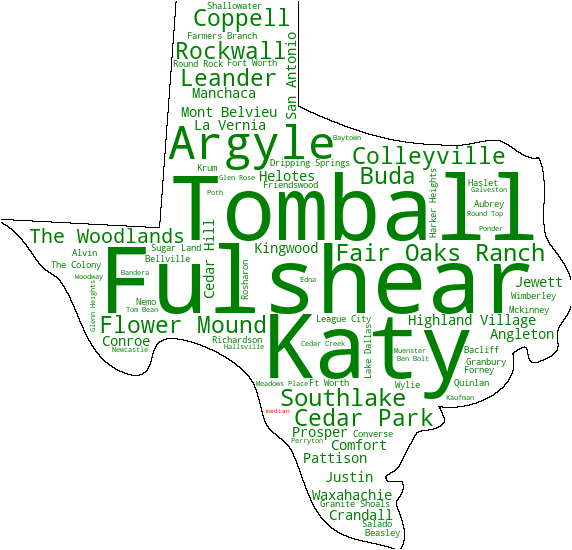 Shallowater
Coppell
Farmers Branch
San Antonio
Rockwall
Round Rock
Fort Worth
Leander
Manchaca
Mont Belvieu
La Vernia
Argyle
Baytown
Colleyville
Dripping Springs
Krum
Glen Rose
Helotes
Buda
Harker Heights
Haslet
Friendswood
Galveston
Poth
Tomball
Aubrey
Round Top
Ponder
The Woodlands
Cedar Hill
Sugar Land
Kingwood
Fair Oaks Ranch
Alvin
Bellville
The Colony
Rosharon
Bandera
Woodway
Fulshear
Edna
Jewett
Glenn Heights
Nemo
Wimberley
Tom Bean
Mckinney
Flower Mound
League City
Highland Village
Katy
Angleton
Conroe
Richardson
Cedar Creek
Lake Dallas
Newcastle
Hallsville
Muenster
Bacliff
Ben Bolt
Granbury
Forney
Meadows Place
Ft Worth
Wylie
Quinlan
Southlake
Kaufman
median
Cedar Park
Prosper
Converse
Perryton
Comfort
Pattison
Justin
Waxahachie
Granite Shoals
Crandall
Salado
Beasley